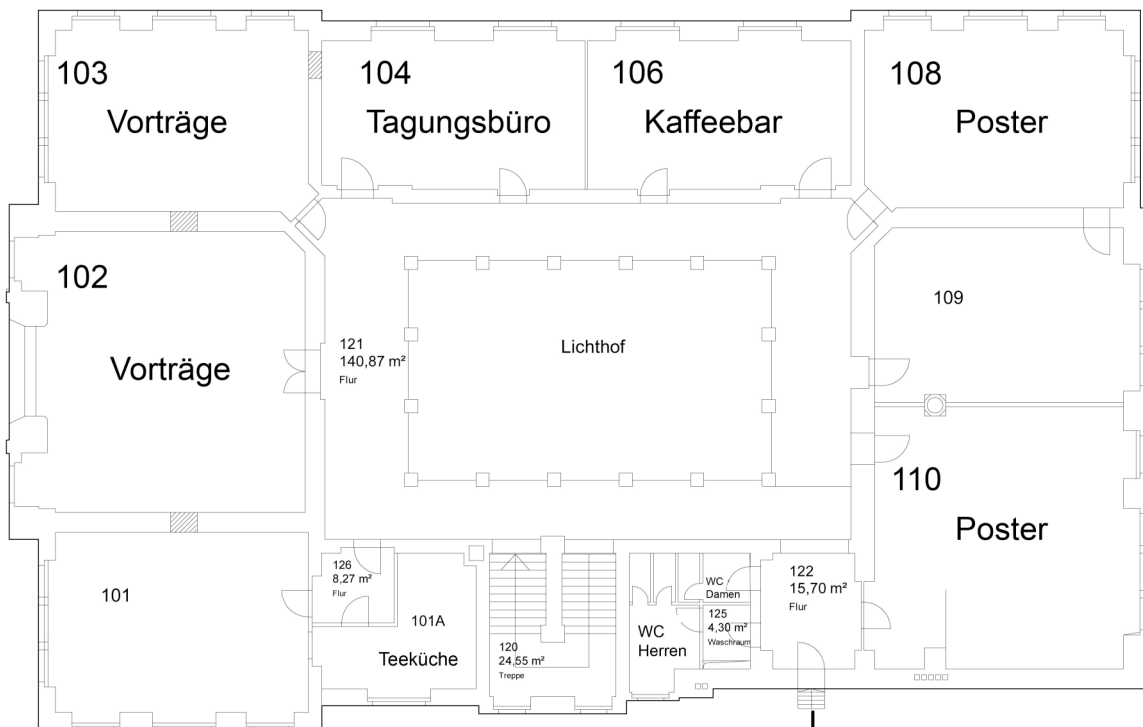 103
Vorträge
104
Tagungsbüro
106
Kaffeebar
108
Poster
102
Vorträge
121
140,87 m²
Flur
Lichthof
109
110
Poster
101
126
8,27 m²
Flur
101A
Teeküche
120
24,55 m²
Treppe
WC
Herren
WC
Damen
125
4,30 m²
Waschraum
122
15,70 m²
Flur